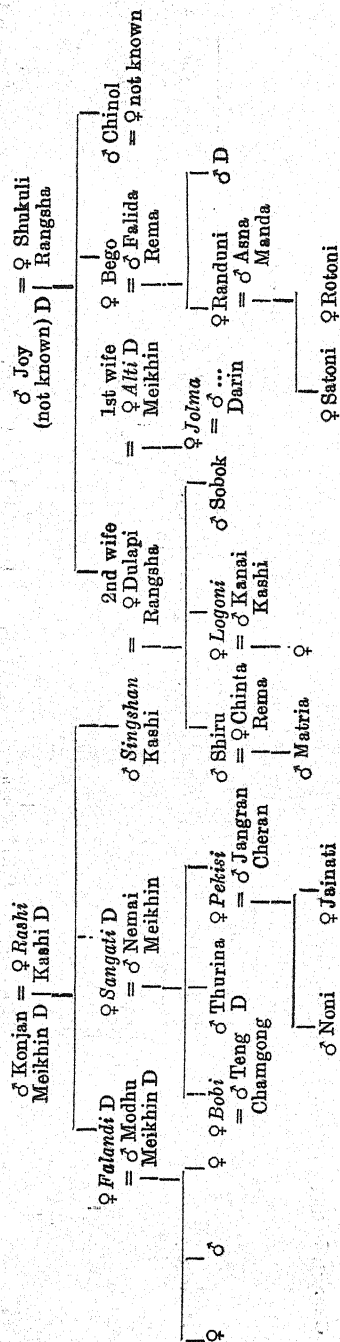 ♂ Konjan = ♀ Rashi
Meikhin D | Kashi D
♂ Joy = ♀ Shukuli
(not known) D | Rangsha
♀ Falandi D
= ♂ Modhu
Meikhin D
♀ Sangati D
= ♂ Nemai
Meikhin
♂ Singshan
Kashi
=
2nd wife
♀ Dulapi
Rangsha
=
1st wife
♀ Alti D
Meikhin
♀ Bego
= ♂ Falida
Rema
♂ Chinol
= ♀ not known
♀
♂
♀
♀ Bobi
= ♂ Teng D
Chamgong
♂ Thurina
♀ Pekisi
= ♂ Jangran
Cheran
♂ Shiru
= ♀ Chinta
Rema
♀ Logoni
= ♂ Kanai
Kashi
♂ Sobok
♀ Jolma
= ♂ ...
Darin
♀ Randuni
= ♂ Asna
Manda
♂ D
♂ Noni
♀ Jainati
♂ Matria
♀
♀ Satoni
♀ Rotoni